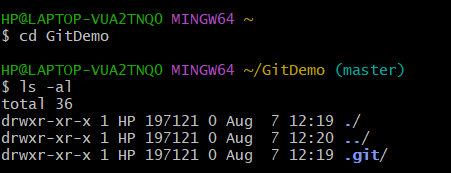 HP@LAPTOP-VUA2TNQO MINGW64 ~
$ cd GitDemo
HP@LAPTOP-VUA2TNQO MINGW64 ~/GitDemo (master)
$ ls -al
total 36
drwxr-xr-x 1 HP 197121 0 Aug  7 12:19 ./
drwxr-xr-x 1 HP 197121 0 Aug  7 12:20 ../
drwxr-xr-x 1 HP 197121 0 Aug  7 12:19 .git/